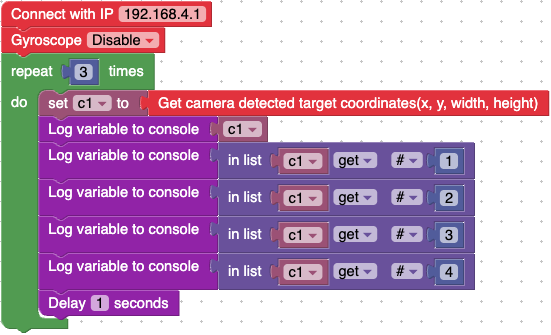 Connect with IP 192.168.4.1
Gyroscope Disable
repeat 3 times
do set c1 to Get camera detected target coordinates(x, y, width, height)
Log variable to console c1
Log variable to console in list c1 get # 1
Log variable to console in list c1 get # 2
Log variable to console in list c1 get # 3
Log variable to console in list c1 get # 4
Delay 1 seconds